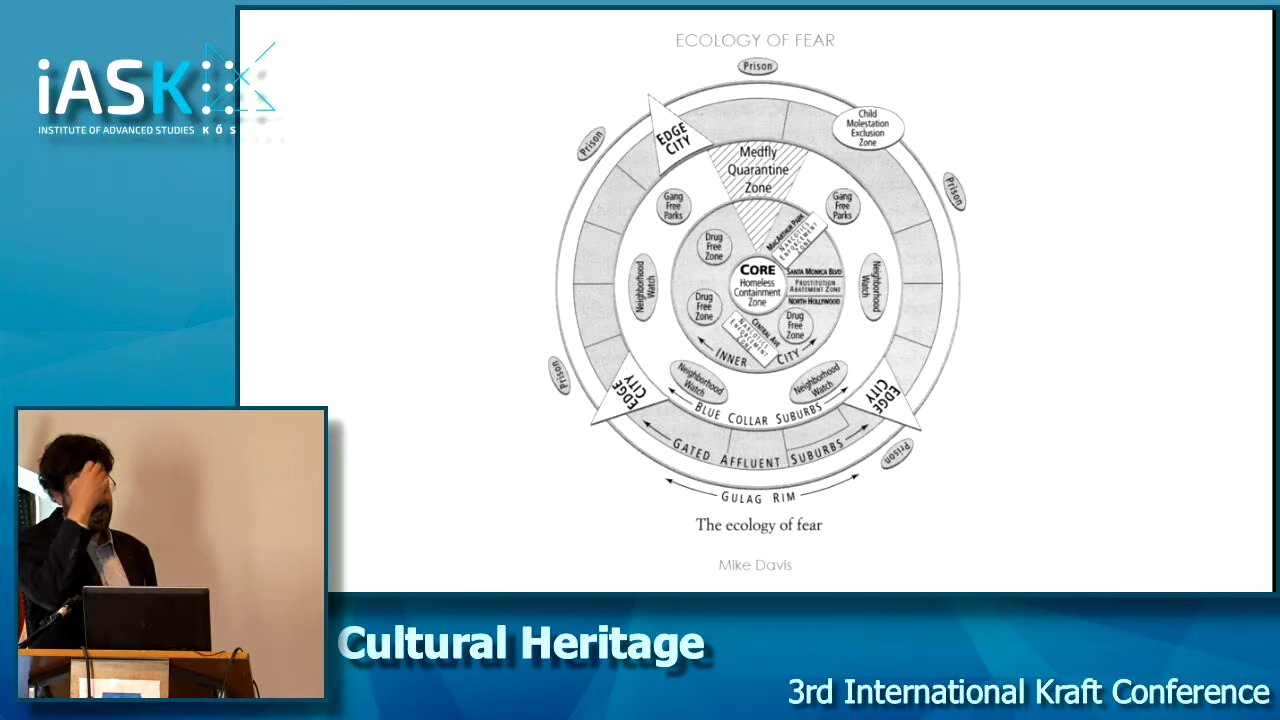 iASK
INSTITUTE OF ADVANCED STUDIES KŐS
ECOLOGY OF FEAR
Prison
Prison
Prison
Prison
Prison
EDGE
CITY
Child
Molestation
Exclusion
Zone
Medfly
Quarantine
Zone
Gang
Free
Parks
Gang
Free
Parks
MACARTHUR PARK
NARCOTICS
ENFORCEMENT
ZONE
Drug
Free
Zone
CORE
Homeless
Containment
Zone
SANTA MONICA BLVD
PROSTITUTION
ABATEMENT ZONE
NORTH HOLLYWOOD
Neighborhood
Watch
Neighborhood
Watch
Drug
Free
Zone
Drug
Free
Zone
CENTRAL AVE
NARCOTICS
ENFORCEMENT
ZONE
INNER CITY
Neighborhood
Watch
Neighborhood
Watch
EDGE
CITY
EDGE
CITY
BLUE COLLAR SUBURBS
GATED AFFLUENT SUBURBS
GULAG RIM
The ecology of fear
Mike Davis
Cultural Heritage
3rd International Kraft Conference